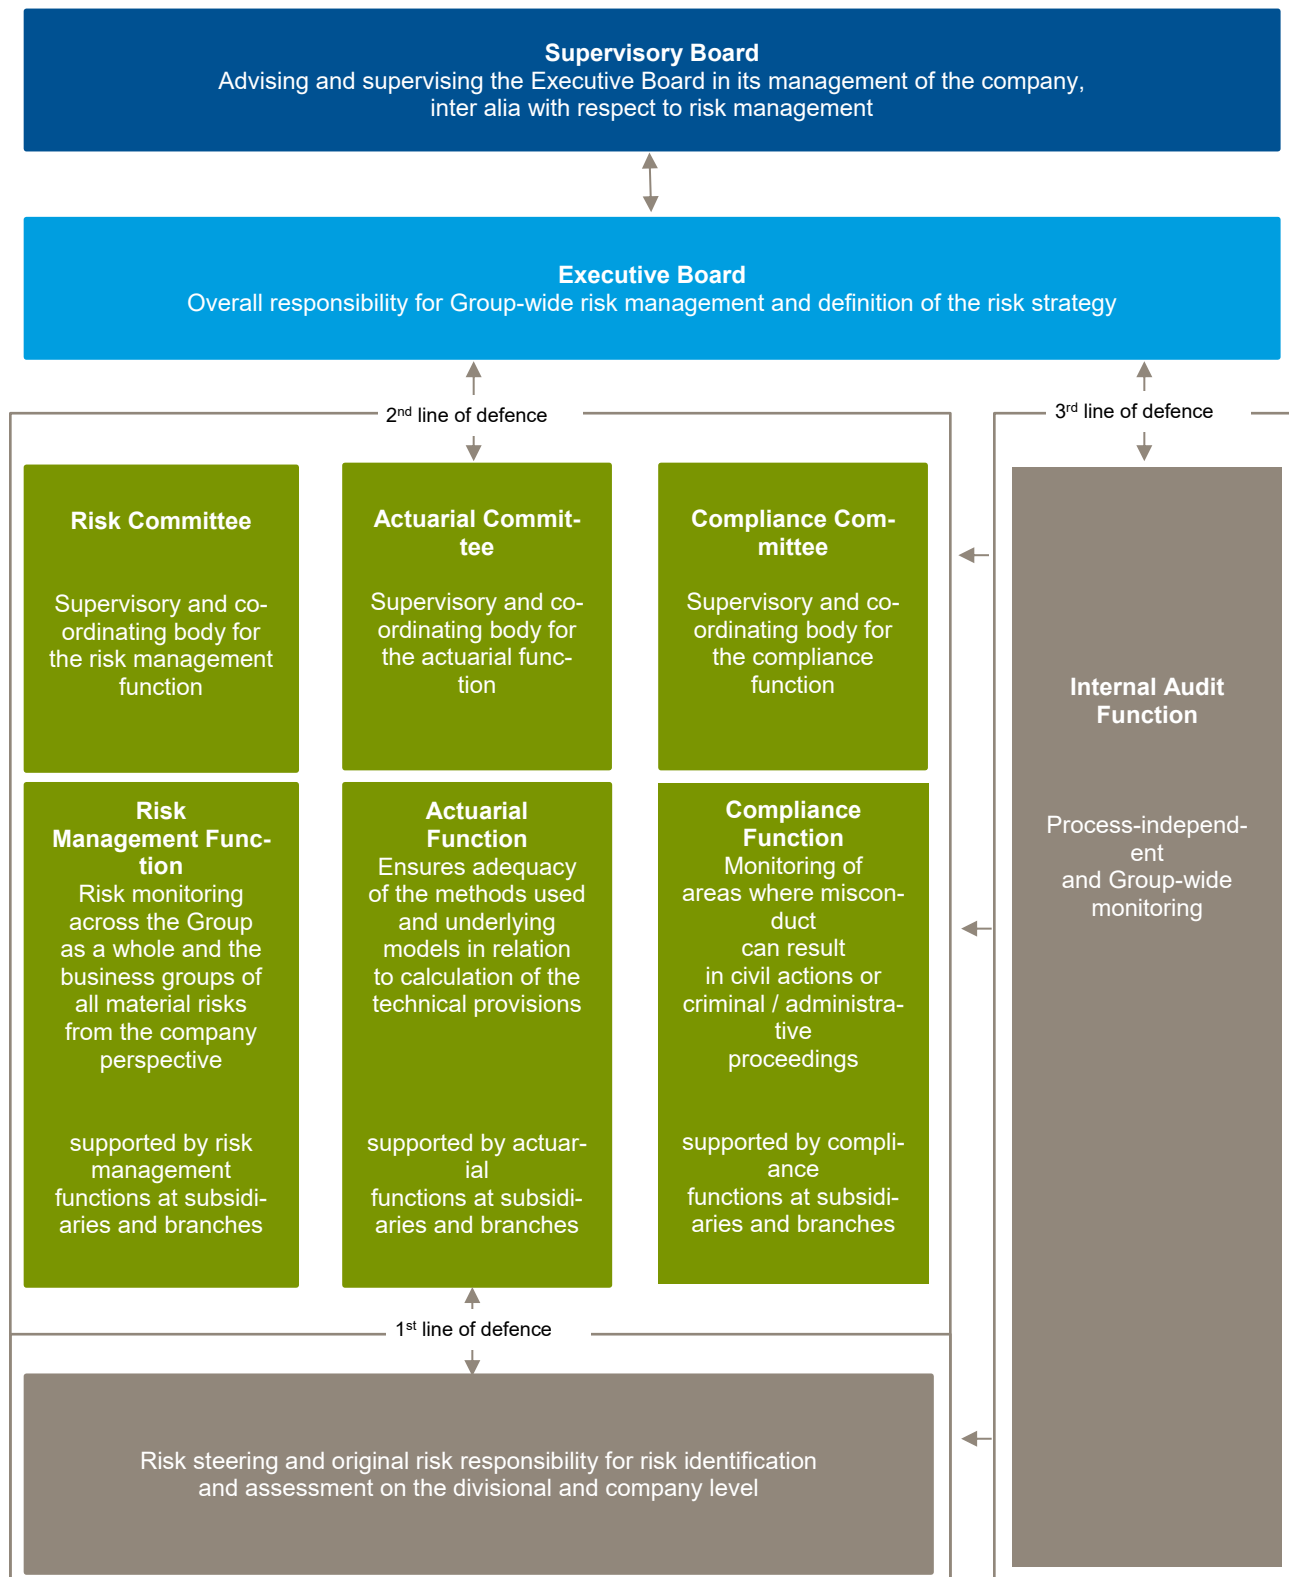 Supervisory Board
Advising and supervising the Executive Board in its management of the company,
inter alia with respect to risk management
Executive Board
Overall responsibility for Group-wide risk management and definition of the risk strategy
2nd line of defence
3rd line of defence
Risk Committee
Supervisory and co-
ordinating body for
the risk management
function
Actuarial Commit-
tee
Supervisory and co-
ordinating body for
the actuarial func-
tion
Compliance Com-
mittee
Supervisory and co-
ordinating body for
the compliance
function
Internal Audit
Function
Process-independ-
ent
and Group-wide
monitoring
Risk
Management Func-
tion
Risk monitoring
across the Group
as a whole and the
business groups of
all material risks
from the company
perspective
supported by risk
management
functions at subsidi-
aries and branches
Actuarial
Function
Ensures adequacy
of the methods used
and underlying
models in relation
to calculation of the
technical provisions
supported by actuar-
ial
functions at subsidi-
aries and branches
Compliance
Function
Monitoring of
areas where miscon-
duct
can result
in civil actions or
criminal / administra-
tive
proceedings
supported by compli-
ance
functions at subsidi-
aries and branches
1st line of defence
Risk steering and original risk responsibility for risk identification
and assessment on the divisional and company level